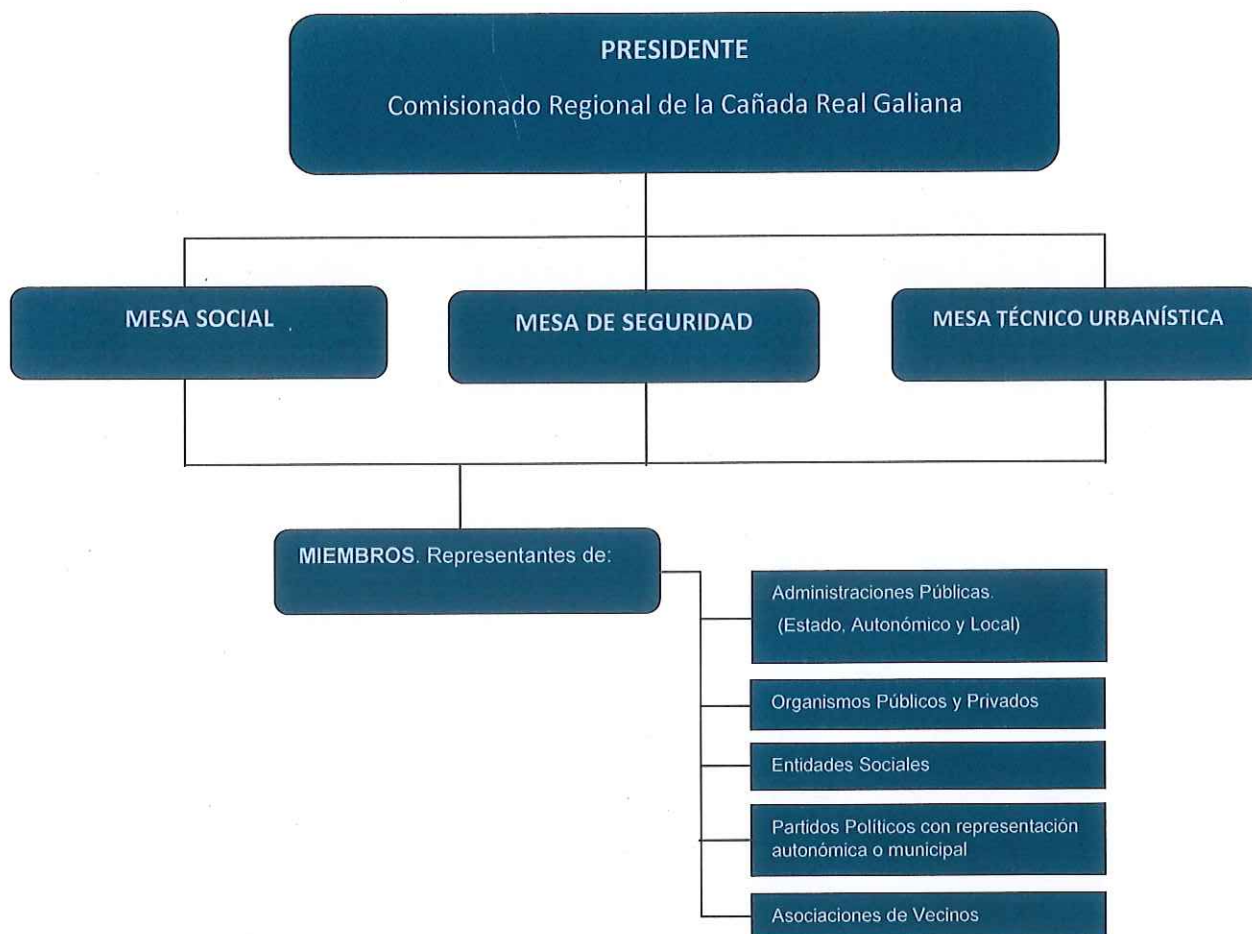 PRESIDENTE
Comisionado Regional de la Cañada Real Galiana
MESA SOCIAL
MESA DE SEGURIDAD
MESA TÉCNICO URBANÍSTICA
MIEMBROS. Representantes de:
Administraciones Públicas.
(Estado, Autonómico y Local)
Organismos Públicos y Privados
Entidades Sociales
Partidos Políticos con representación
autonómica o municipal
Asociaciones de Vecinos